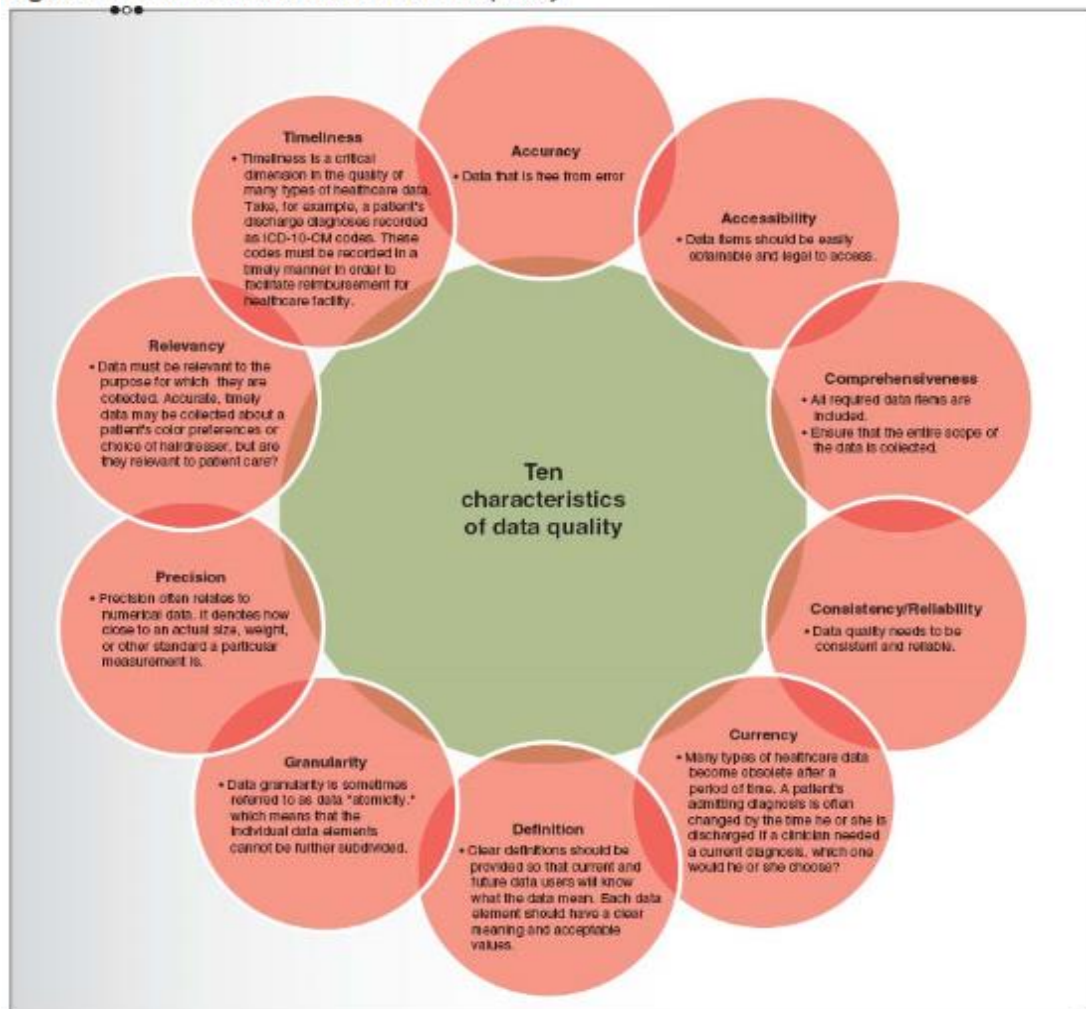 Ten
characteristics
of data quality
Accuracy
• Data that is free from error
Accessibility
• Data items should be easily
obtainable and legal to access.
Comprehensiveness
• All required data items are
included.
• Ensure that the entire scope of
the data is collected.
Consistency/Reliability
• Data quality needs to be
consistent and reliable.
Currency
• Many types of healthcare data
become obsolete after a
period of time. A patient's
admitting diagnosis is often
changed by the time he or she is
discharged if a clinician needed
a current diagnosis, which one
would he or she choose?
Definition
• Clear definitions should be
provided so that current and
future data users will know
what the data mean. Each data
element should have a clear
meaning and acceptable
values.
Granularity
• Data granularity is sometimes
referred to as data "atomicity,"
which means that the
individual data elements
cannot be further subdivided.
Precision
• Precision often relates to
numerical data. It denotes how
close to an actual size, weight,
or other standard a particular
measurement is.
Relevancy
• Data must be relevant to the
purpose for which they are
collected. Accurate, timely
data may be collected about a
patient's color preferences or
choice of hairdresser, but are
they relevant to patient care?
Timeliness
• Timeliness is a critical
dimension in the quality of
many types of healthcare data.
Take, for example, a patient's
discharge diagnoses recorded
as ICD-10-CM codes. These
codes must be recorded in a
timely manner in order to
facilitate reimbursement for
healthcare facility.